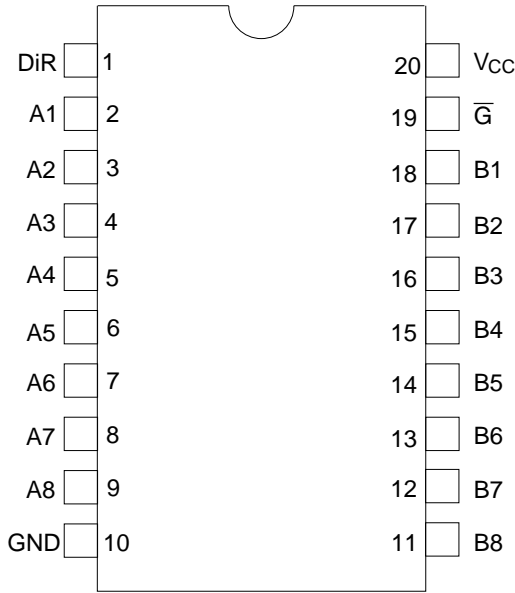 DiR 1 20 VCC
A1 2 19 G̅
A2 3 18 B1
A3 4 17 B2
A4 5 16 B3
A5 6 15 B4
A6 7 14 B5
A7 8 13 B6
A8 9 12 B7
GND 10 11 B8